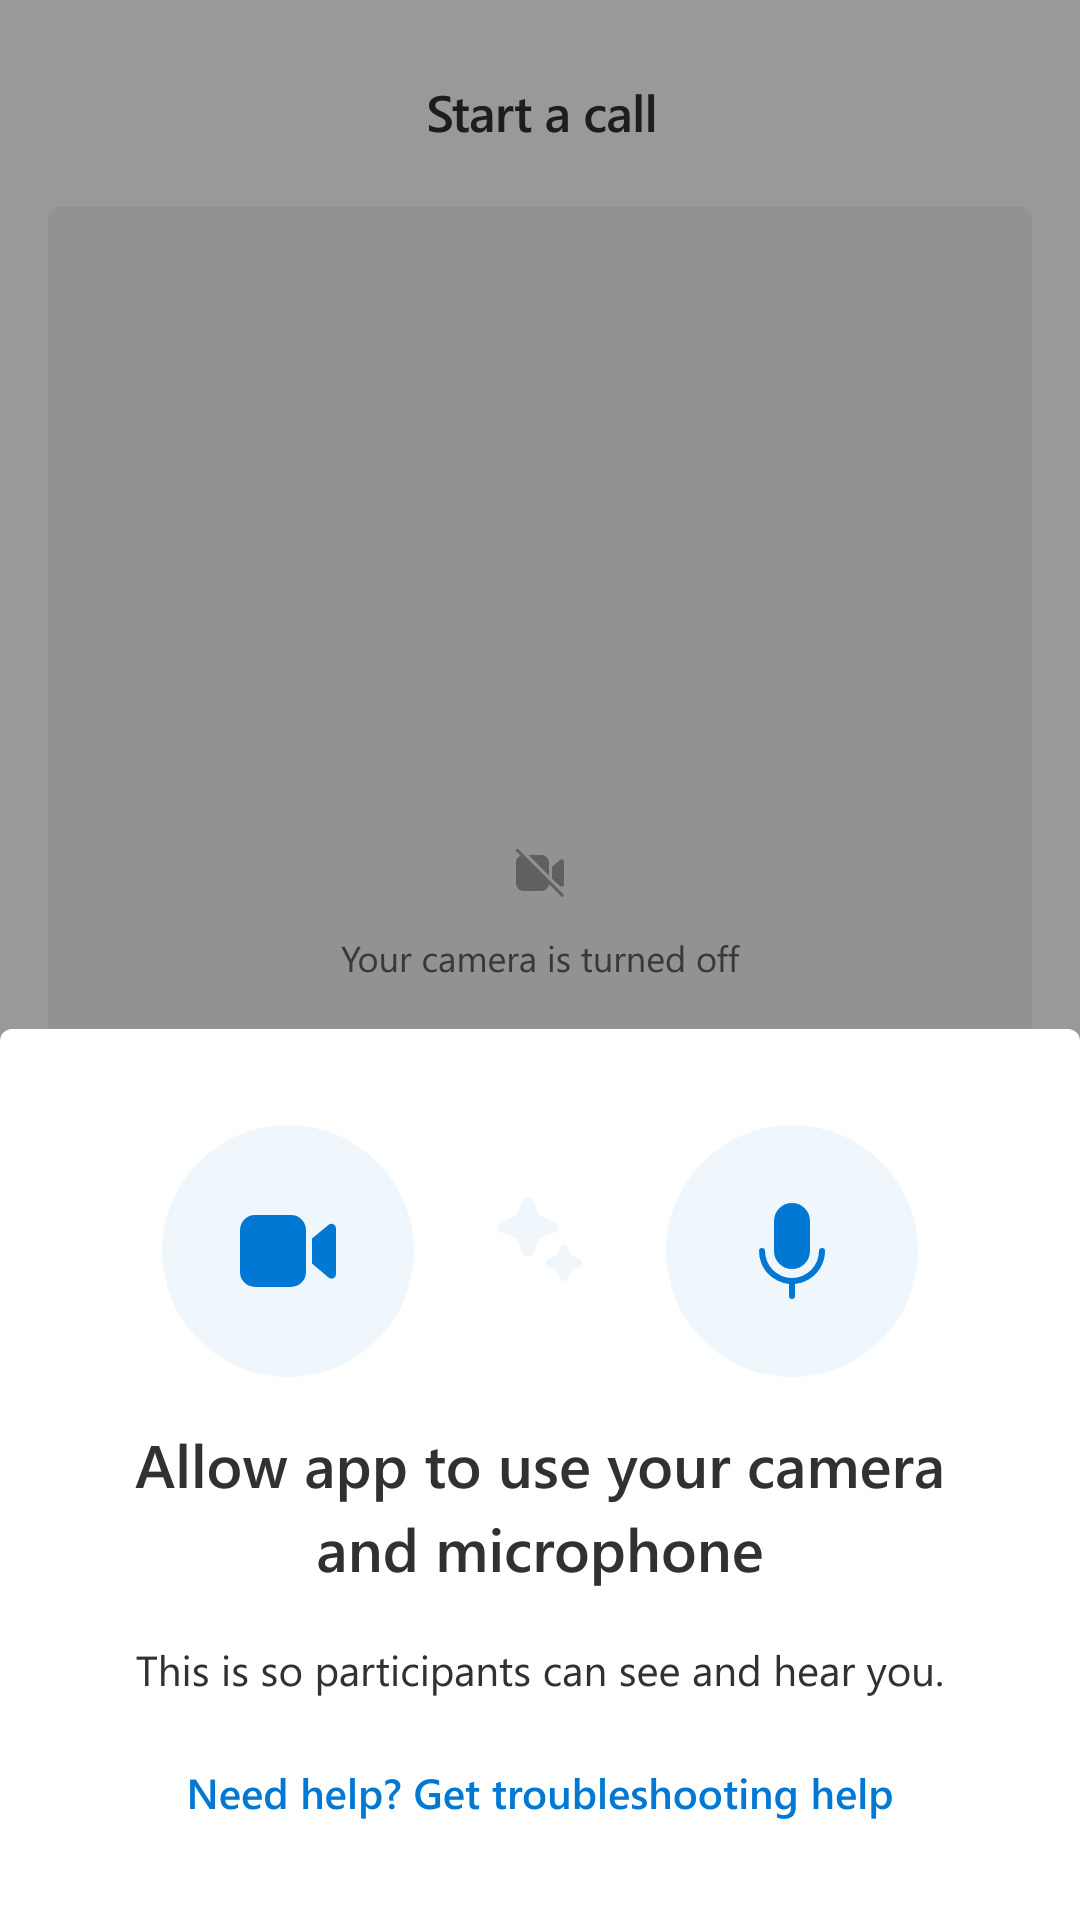 Start a call
Your camera is turned off
Allow app to use your camera
and microphone
This is so participants can see and hear you.
Need help? Get troubleshooting help